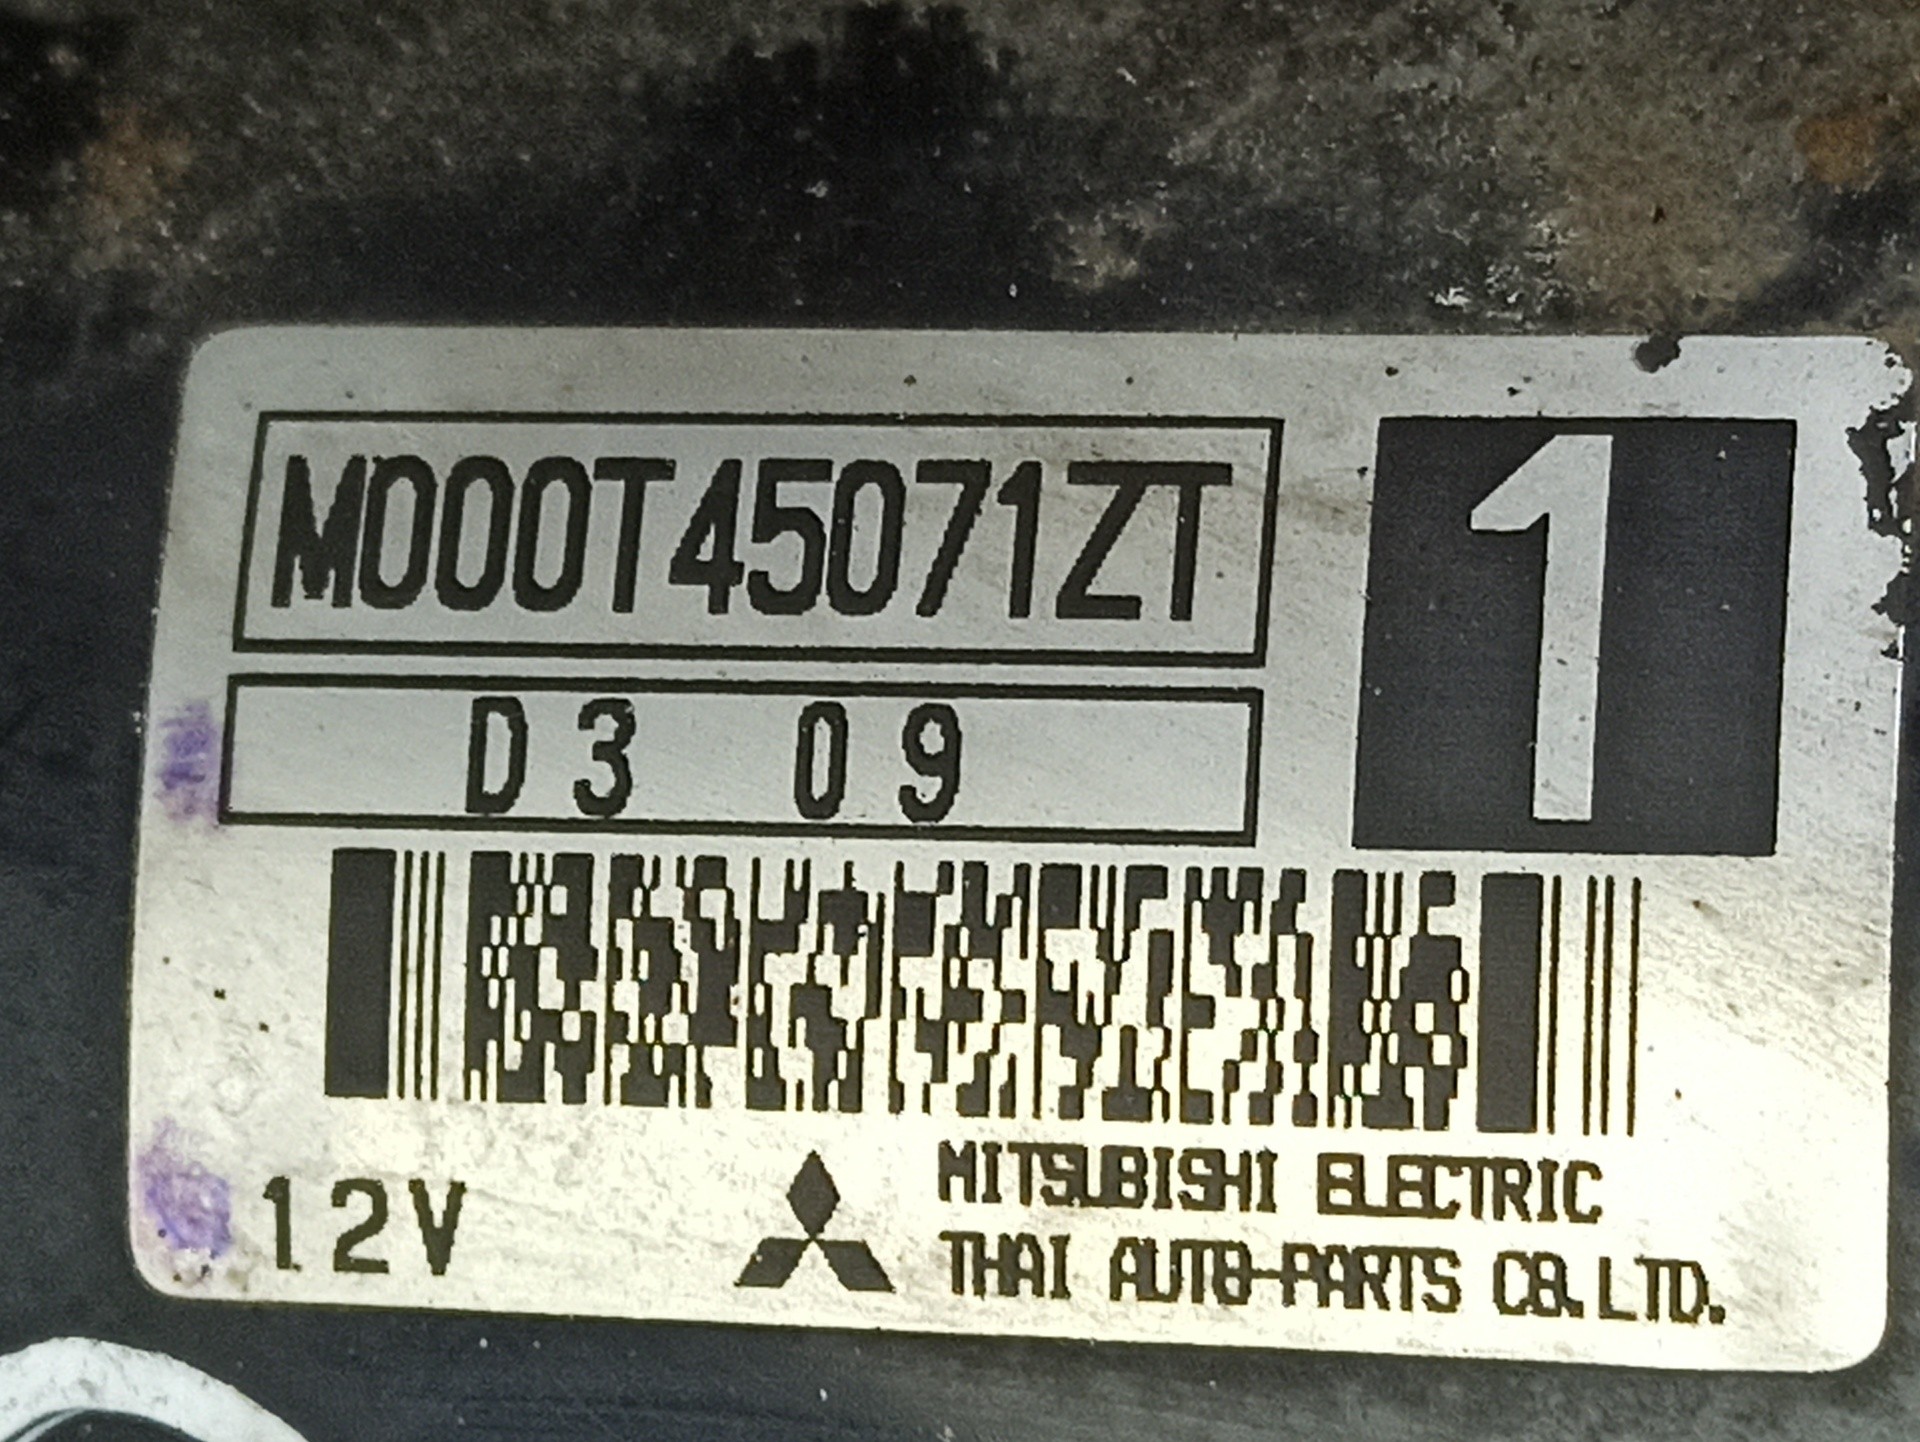 M000T45071ZT
1
D3 09
12V
MITSUBISHI ELECTRIC
THAI AUTO-PARTS CO.LTD.